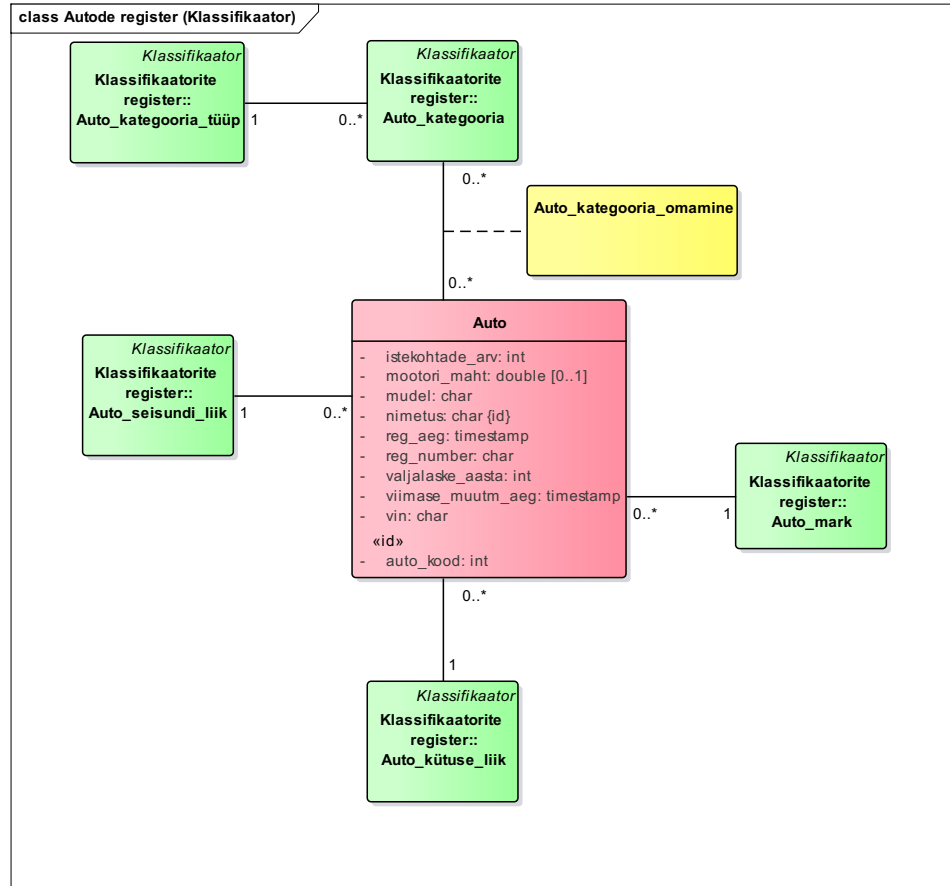 class Autode register (Klassifikaator)
Klassifikaator
Klassifikaatorite
register::
Auto_kategooria_tüüp
1
0..*
Klassifikaator
Klassifikaatorite
register::
Auto_kategooria
0..*
Auto_kategooria_omamine
0..*
Klassifikaator
Klassifikaatorite
register::
Auto_seisundi_liik
1
0..*
Auto
- istekohtade_arv: int
- mootori_maht: double [0..1]
- mudel: char
- nimetus: char {id}
- reg_aeg: timestamp
- reg_number: char
- valjalaske_aasta: int
- viimase_muutm_aeg: timestamp
- vin: char
«id»
- auto_kood: int
0..*
1
Klassifikaator
Klassifikaatorite
register::
Auto_mark
0..*
1
Klassifikaator
Klassifikaatorite
register::
Auto_kütuse_liik